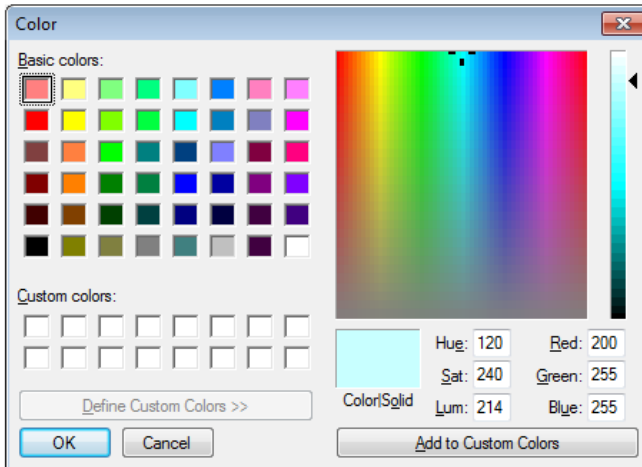 Color
Basic colors:
Custom colors:
Define Custom Colors >>
OK
Cancel
Color|Solid
Hue: 120
Sat: 240
Lum: 214
Red: 200
Green: 255
Blue: 255
Add to Custom Colors